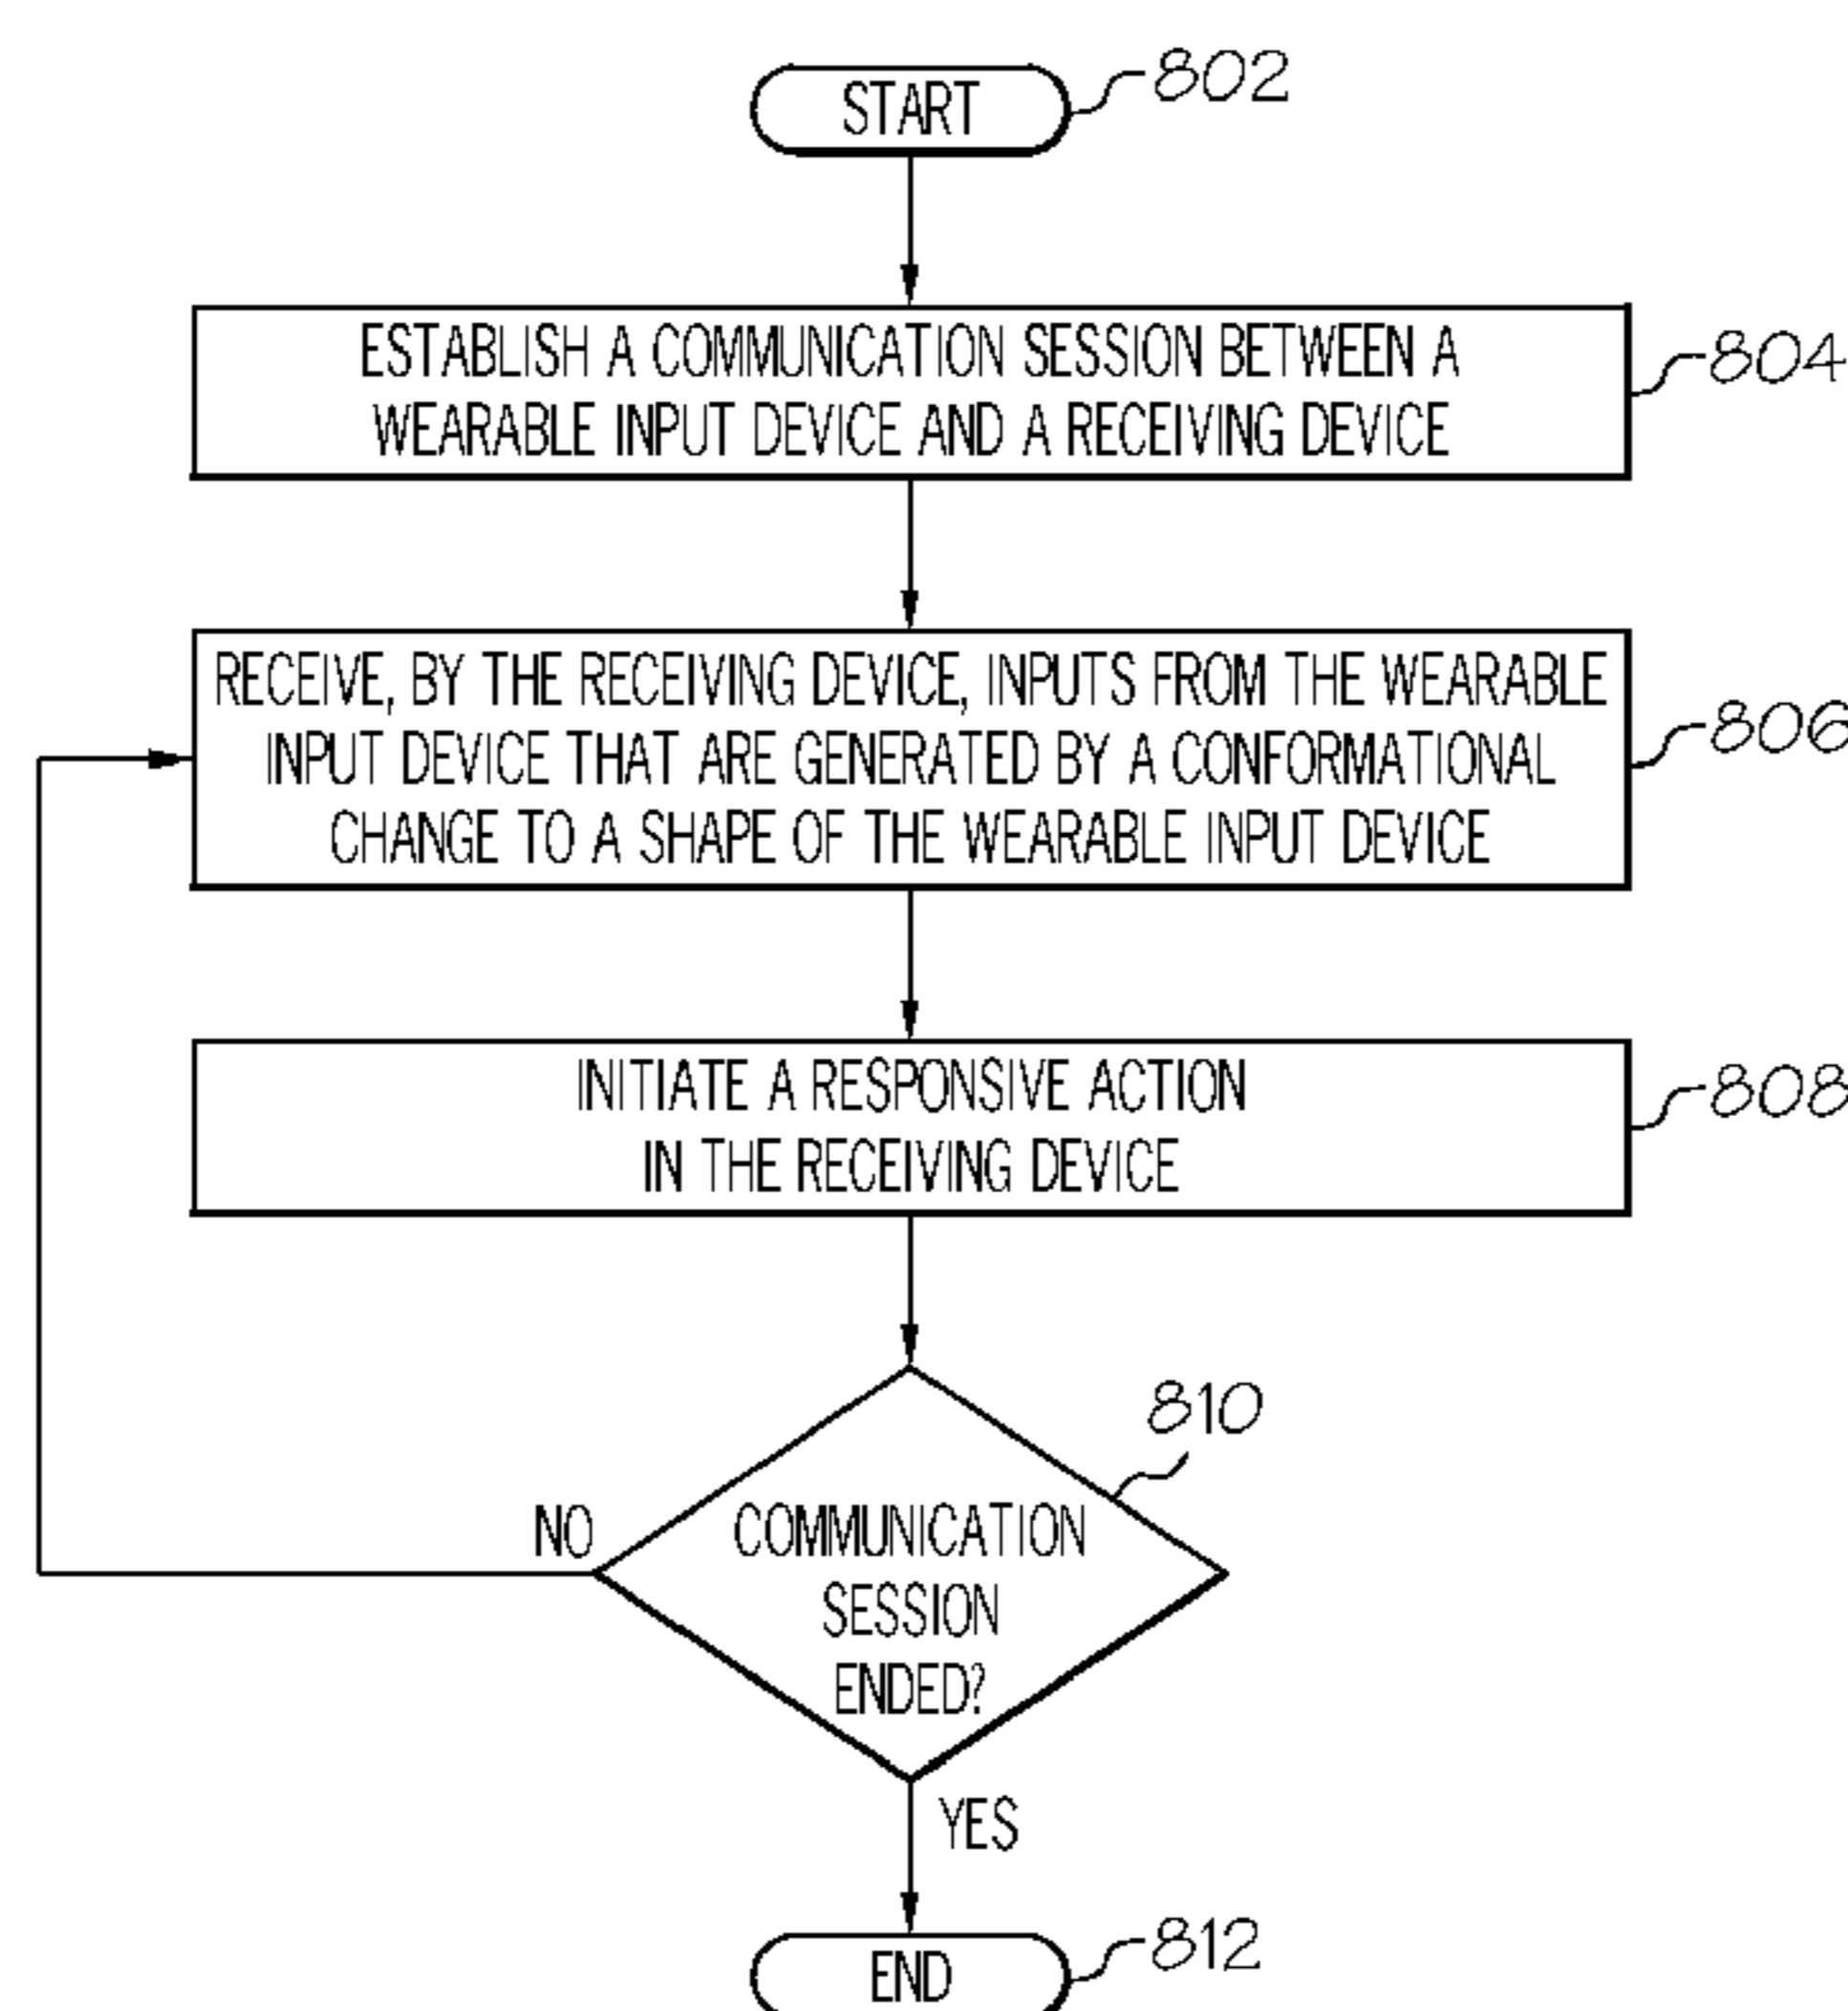 START
802
ESTABLISH A COMMUNICATION SESSION BETWEEN A
WEARABLE INPUT DEVICE AND A RECEIVING DEVICE
804
RECEIVE, BY THE RECEIVING DEVICE, INPUTS FROM THE WEARABLE
INPUT DEVICE THAT ARE GENERATED BY A CONFORMATIONAL
CHANGE TO A SHAPE OF THE WEARABLE INPUT DEVICE
806
INITIATE A RESPONSIVE ACTION
IN THE RECEIVING DEVICE
808
810
NO
COMMUNICATION
SESSION
ENDED?
YES
END
812